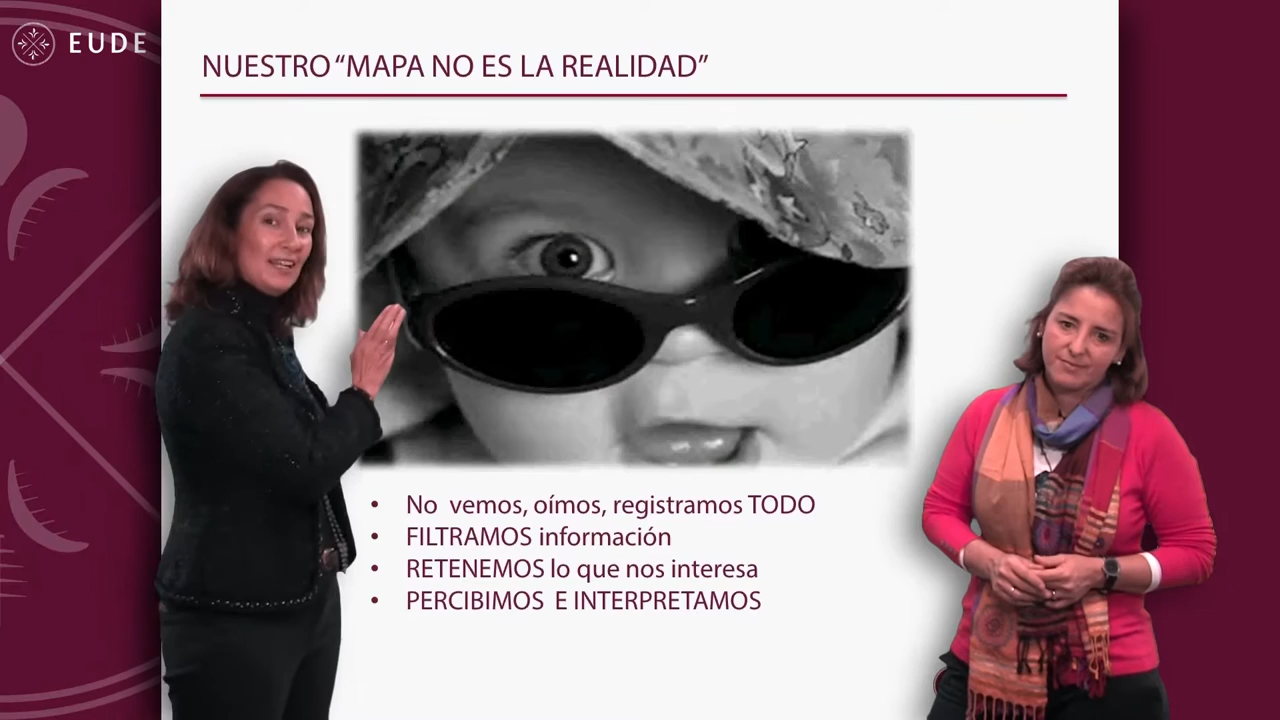 EUDE
NUESTRO “MAPA NO ES LA REALIDAD”
• No vemos, oímos, registramos TODO
• FILTRAMOS información
• RETENEMOS lo que nos interesa
• PERCIBIMOS E INTERPRETAMOS